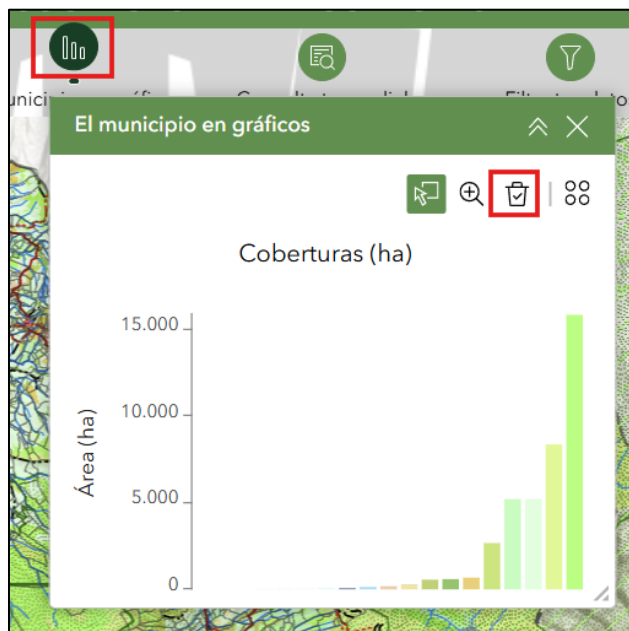 El municipio en gráficos
Coberturas (ha)
Área (ha)
15.000
10.000
5.000
0